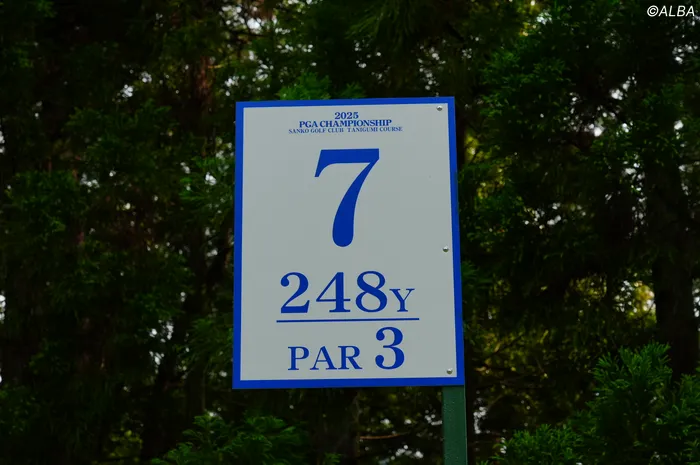 ©ALBA
2025
PGA CHAMPIONSHIP
SANKO GOLF CLUB TANIGUMI COURSE
7
248Y
PAR 3